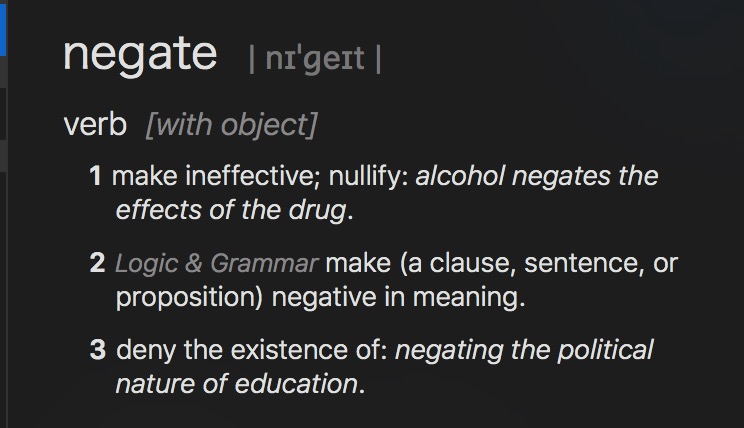 negate | nɪˈɡeɪt |
verb [with object]
1 make ineffective; nullify: alcohol negates the
effects of the drug.
2 Logic & Grammar make (a clause, sentence, or
proposition) negative in meaning.
3 deny the existence of: negating the political
nature of education.